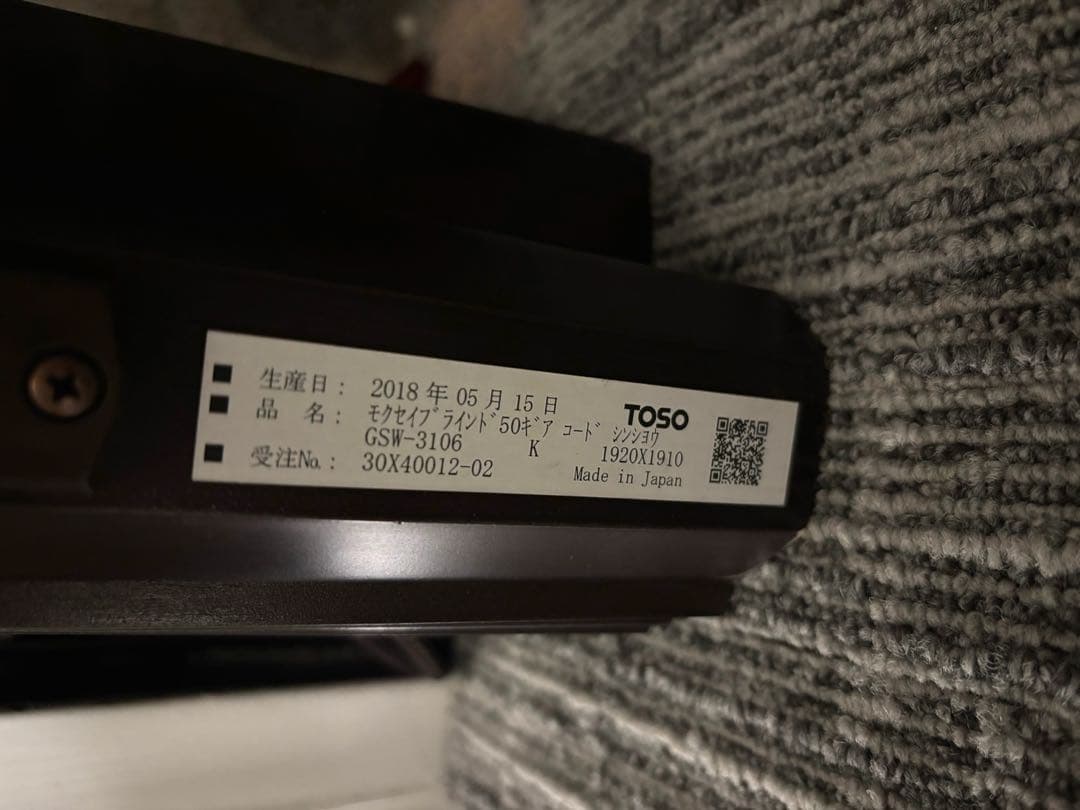 ■ 生産日： 2018 年 05 月 15 日
TOSO
■ 品　名： ﾓｸｾｲﾌﾞﾗｲﾝﾄﾞ50ｷﾞｱ ｺｰﾄﾞ ｼﾝｼｮｳ
GSW-3106 K 1920X1910
■ 受注No.： 30X40012-02
Made in Japan